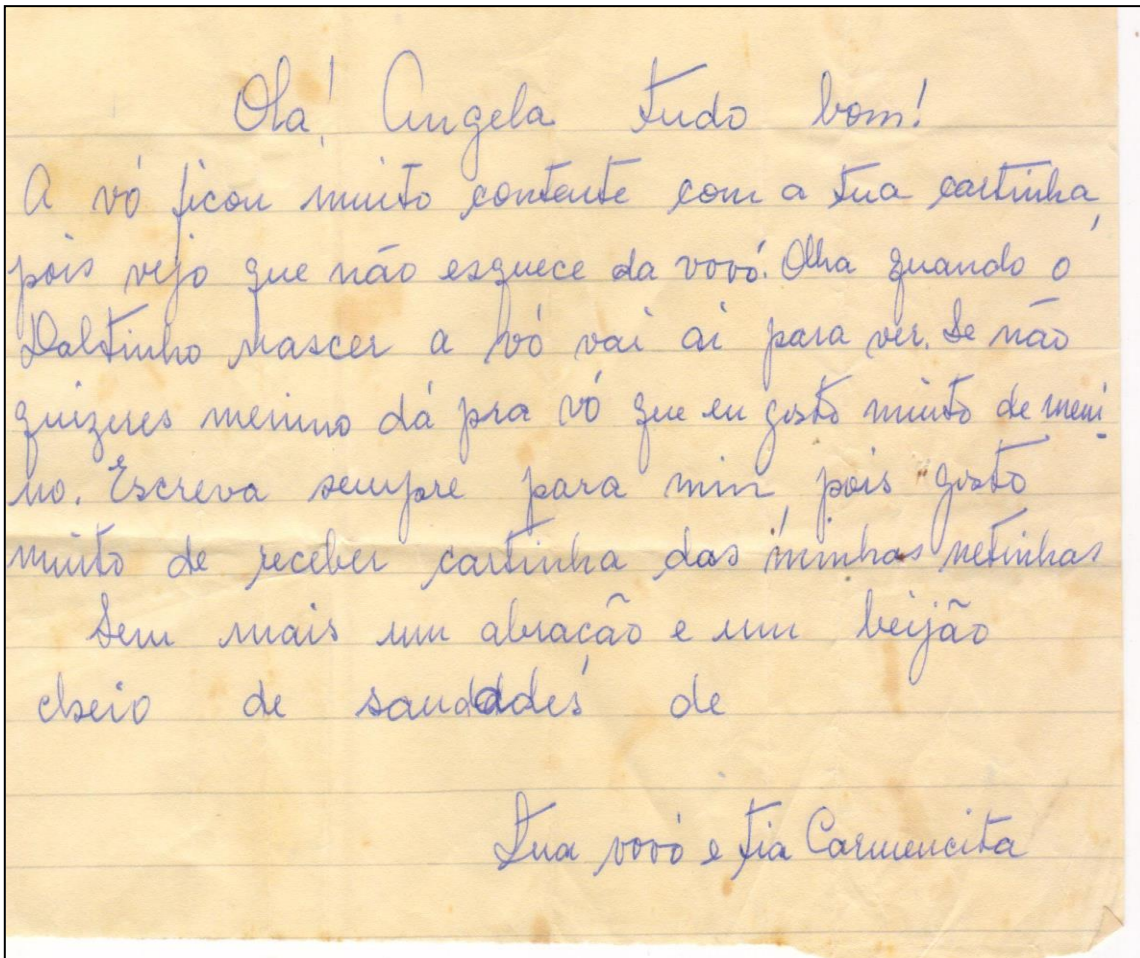 Olá! Angela tudo bom!
A vó ficou muito contente com a tua cartinha,
pois vejo que não esquece da vovó. Olha quando o
Daltinho nascer a vó vai ai para ver. Se não
quizeres menino dá pra vó que eu gosto muito de meni-
no. Escreva sempre para min pois gosto
muito de receber cartinha das minhas netinhas
Sem mais um abração e um beijão
cheio de saudades de
Tua vovó e tia Carmencita